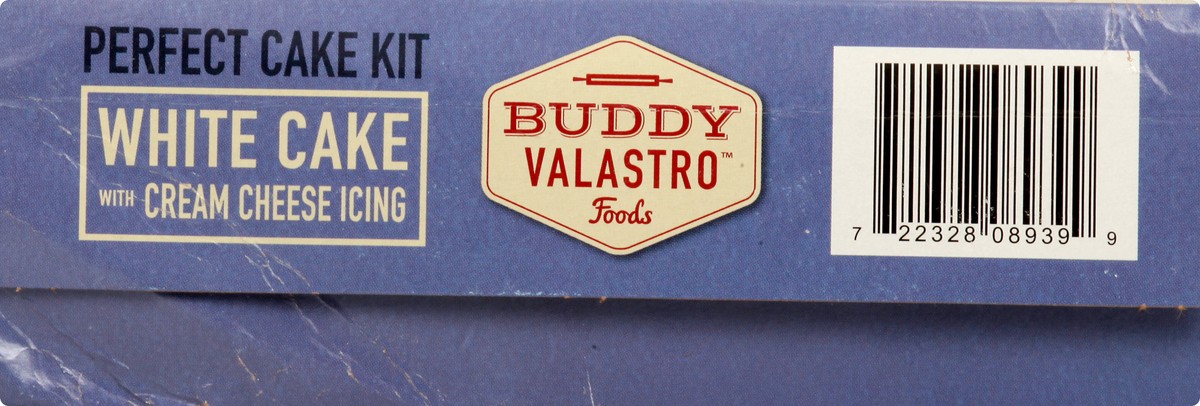 PERFECT CAKE KIT
WHITE CAKE
WITH CREAM CHEESE ICING
BUDDY
VALASTRO™
Foods
7 22328 08939 9